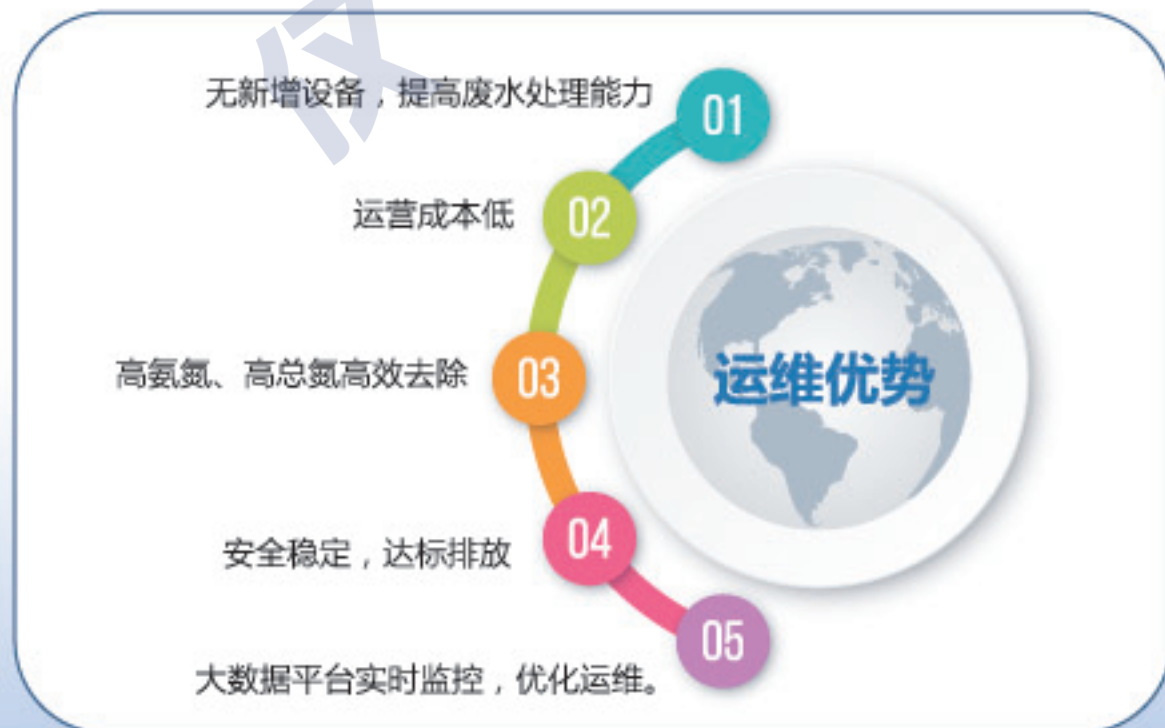 仪
无新增设备，提高废水处理能力
01
运营成本低
02
高氨氮、高总氮高效去除
03
运维优势
安全稳定，达标排放
04
大数据平台实时监控，优化运维。
05